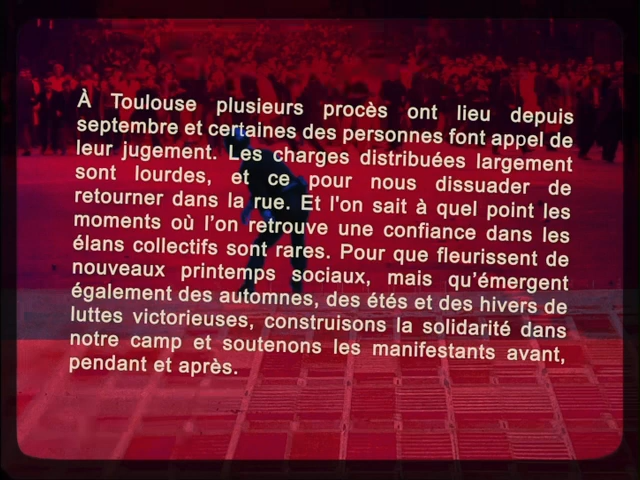 À Toulouse plusieurs procès ont lieu depuis
septembre et certaines des personnes font appel de
leur jugement. Les charges distribuées largement
sont lourdes, et ce pour nous dissuader de
retourner dans la rue. Et l'on sait à quel point les
moments où l’on retrouve une confiance dans les
élans collectifs sont rares. Pour que fleurissent de
nouveaux printemps sociaux, mais qu’émergent
également des automnes, des étés et des hivers de
luttes victorieuses, construisons la solidarité dans
notre camp et soutenons les manifestants avant,
pendant et après.